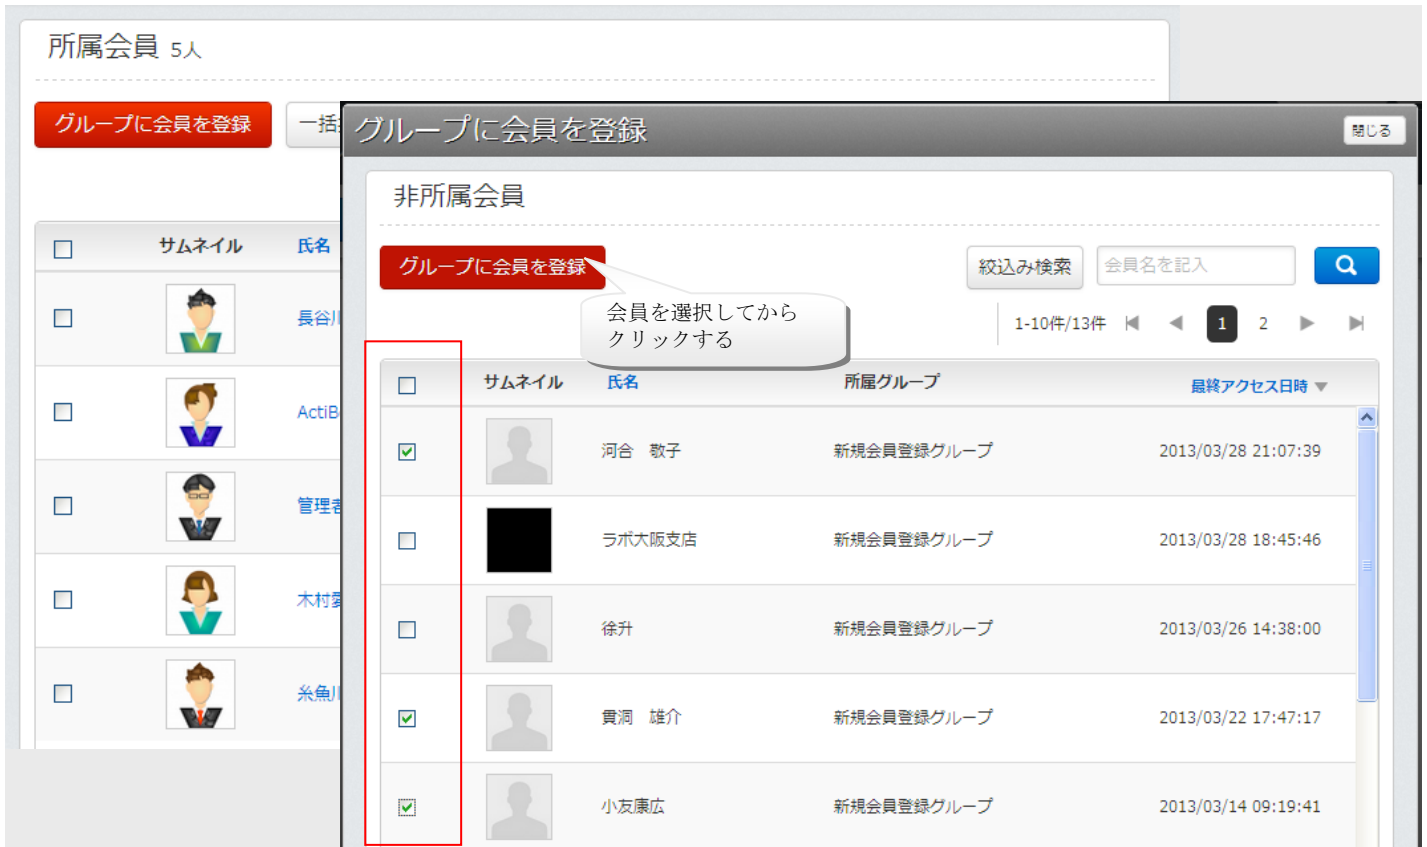 所属会員 5人
グループに会員を登録
一括
サムネイル 氏名
長谷川
ActiB
管理者
木村愛
糸魚川
グループに会員を登録
閉じる
非所属会員
グループに会員を登録
絞込み検索
会員名を記入
会員を選択してから
クリックする
1-10件/13件 1 2
サムネイル 氏名 所属グループ 最終アクセス日時 ▼
河合 敬子 新規会員登録グループ 2013/03/28 21:07:39
ラボ大阪支店 新規会員登録グループ 2013/03/28 18:45:46
徐升 新規会員登録グループ 2013/03/26 14:38:00
貫洞 雄介 新規会員登録グループ 2013/03/22 17:47:17
小友康広 新規会員登録グループ 2013/03/14 09:19:41